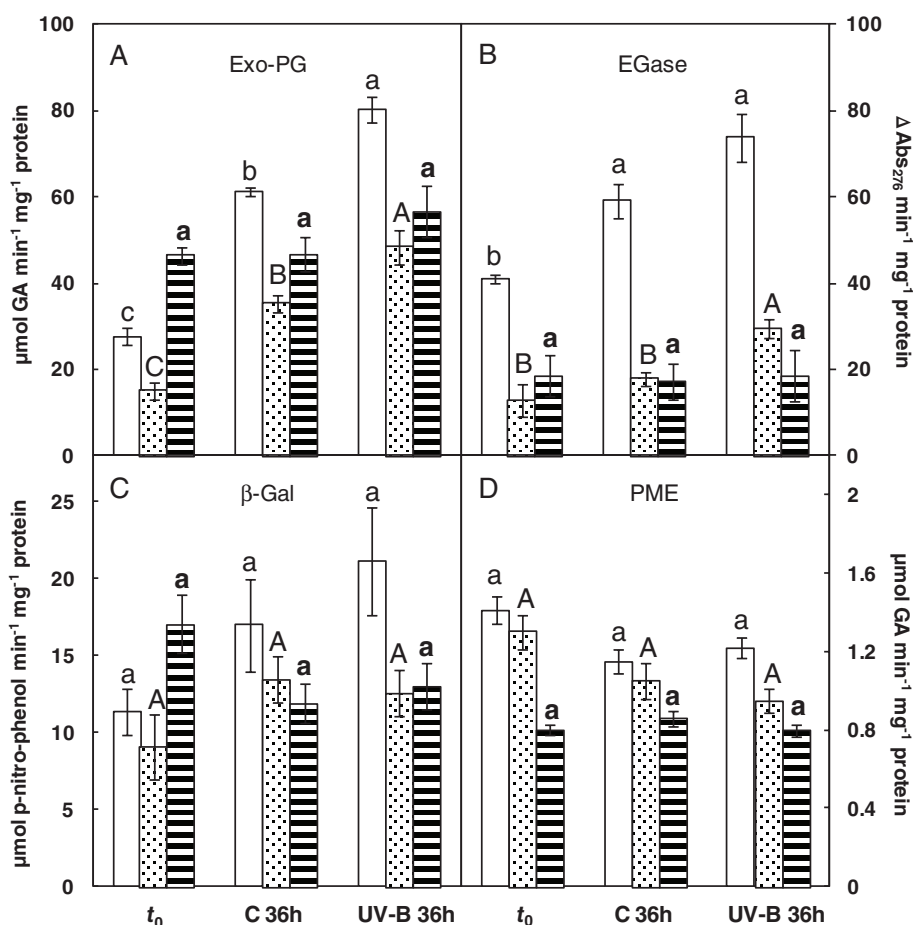 A
Exo-PG
B
EGase
C
β-Gal
D
PME
100
80
60
40
20
0
µmol GA min⁻¹ mg⁻¹ protein
100
80
60
40
20
0
ΔAbs₂₇₆ min⁻¹ mg⁻¹ protein
25
20
15
10
5
0
µmol p-nitro-phenol min⁻¹ mg⁻¹ protein
2
1.6
1.2
0.8
0.4
0
µmol GA min⁻¹ mg⁻¹ protein
c C a
b B a
a A a
b B a
a B a
a A a
a A a
a A a
a A a
a A a
a A a
a A a
t₀ C 36h UV-B 36h t₀ C 36h UV-B 36h